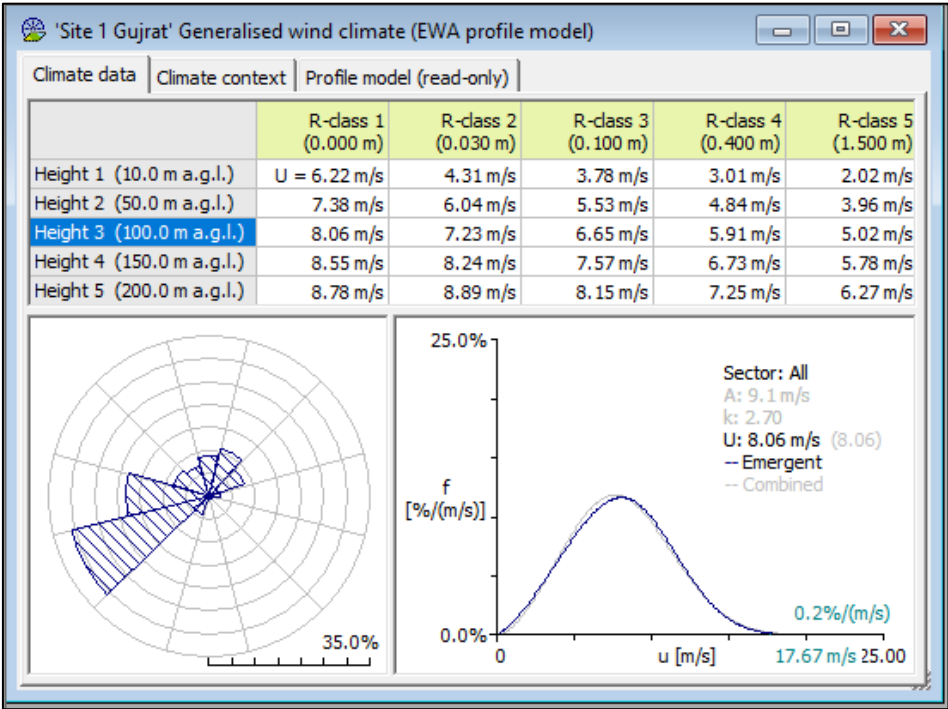 'Site 1 Gujrat' Generalised wind climate (EWA profile model)
Climate data Climate context Profile model (read-only)
R-class 1 (0.000 m) R-class 2 (0.030 m) R-class 3 (0.100 m) R-class 4 (0.400 m) R-class 5 (1.500 m)
Height 1 (10.0 m a.g.l.) U = 6.22 m/s 4.31 m/s 3.78 m/s 3.01 m/s 2.02 m/s
Height 2 (50.0 m a.g.l.) 7.38 m/s 6.04 m/s 5.53 m/s 4.84 m/s 3.96 m/s
Height 3 (100.0 m a.g.l.) 8.06 m/s 7.23 m/s 6.65 m/s 5.91 m/s 5.02 m/s
Height 4 (150.0 m a.g.l.) 8.55 m/s 8.24 m/s 7.57 m/s 6.73 m/s 5.78 m/s
Height 5 (200.0 m a.g.l.) 8.78 m/s 8.89 m/s 8.15 m/s 7.25 m/s 6.27 m/s
35.0%
25.0%
Sector: All
A: 9.1 m/s
k: 2.70
U: 8.06 m/s (8.06)
-- Emergent
-- Combined
f
[%/(m/s)]
0.2%/(m/s)
0.0%
0 u [m/s] 17.67 m/s 25.00